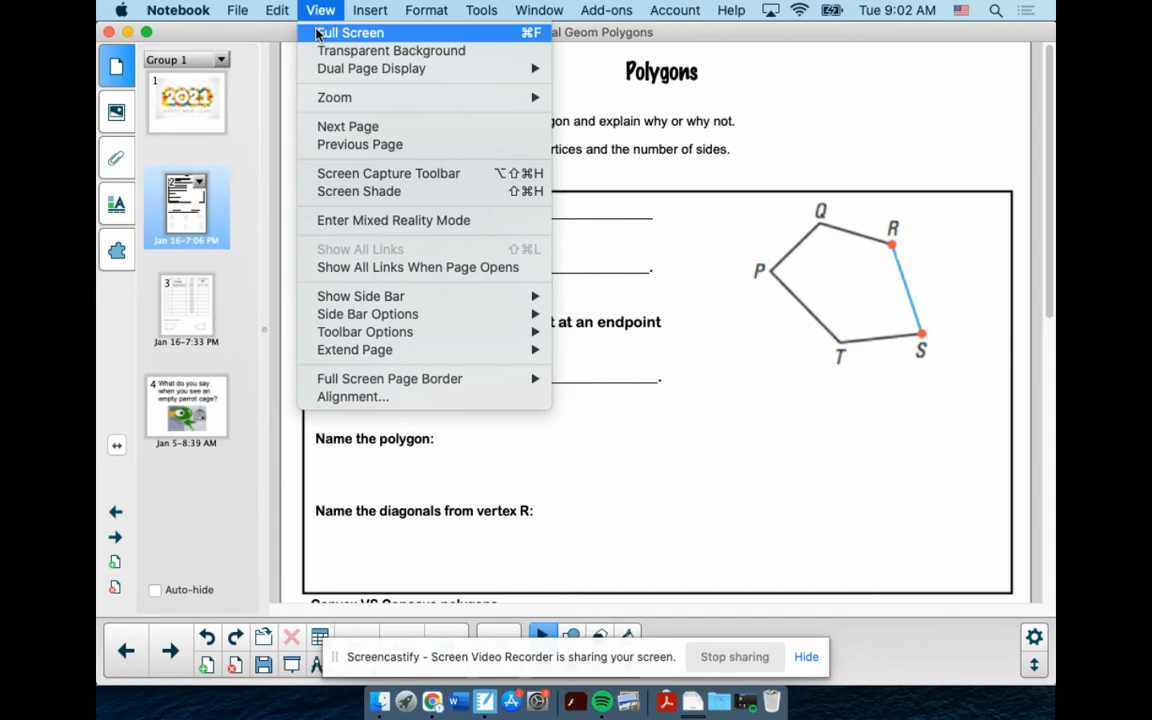 Notebook File Edit View Insert Format Tools Window Add-ons Account Help Tue 9:02 AM
al Geom Polygons
Full Screen ⌘F
Transparent Background
Dual Page Display
Zoom
Next Page
Previous Page
Screen Capture Toolbar ⌥⇧⌘H
Screen Shade ⇧⌘H
Enter Mixed Reality Mode
Show All Links ⇧⌘L
Show All Links When Page Opens
Show Side Bar
Side Bar Options
Toolbar Options
Extend Page
Full Screen Page Border
Alignment...
Group 1
1
2021
2
Jan 16-7:06 PM
3
Jan 16-7:33 PM
4 What do you say
when you see an
empty parrot cage?
Jan 5-8:39 AM
Auto-hide
Polygons
gon and explain why or why not.
rtices and the number of sides.
t at an endpoint
Q
R
P
T
S
Name the polygon:
Name the diagonals from vertex R:
Convex VS Concave polygons
Screencastify - Screen Video Recorder is sharing your screen. Stop sharing Hide